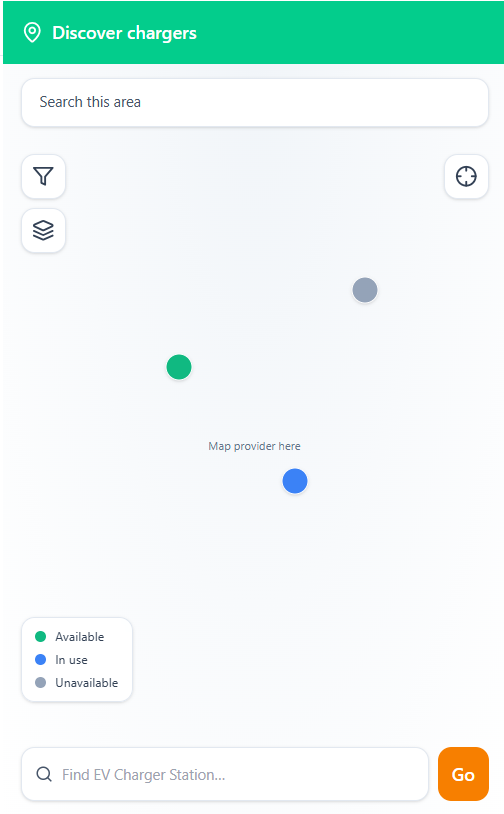 Discover chargers
Search this area
Map provider here
Available
In use
Unavailable
Find EV Charger Station...
Go